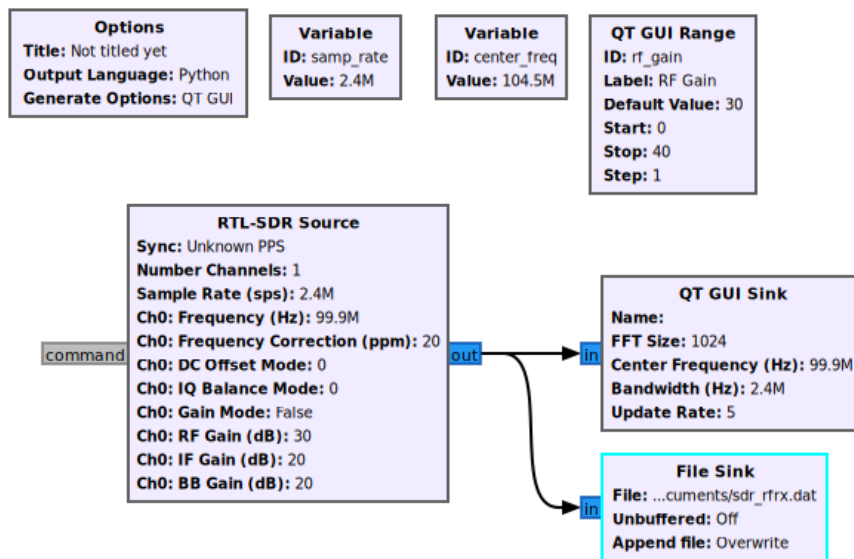 Options
Title: Not titled yet
Output Language: Python
Generate Options: QT GUI
Variable
ID: samp_rate
Value: 2.4M
Variable
ID: center_freq
Value: 104.5M
QT GUI Range
ID: rf_gain
Label: RF Gain
Default Value: 30
Start: 0
Stop: 40
Step: 1
RTL-SDR Source
Sync: Unknown PPS
Number Channels: 1
Sample Rate (sps): 2.4M
Ch0: Frequency (Hz): 99.9M
Ch0: Frequency Correction (ppm): 20
Ch0: DC Offset Mode: 0
Ch0: IQ Balance Mode: 0
Ch0: Gain Mode: False
Ch0: RF Gain (dB): 30
Ch0: IF Gain (dB): 20
Ch0: BB Gain (dB): 20
command
out
in
QT GUI Sink
Name:
FFT Size: 1024
Center Frequency (Hz): 99.9M
Bandwidth (Hz): 2.4M
Update Rate: 5
in
File Sink
File: ...cuments/sdr_rfrx.dat
Unbuffered: Off
Append file: Overwrite